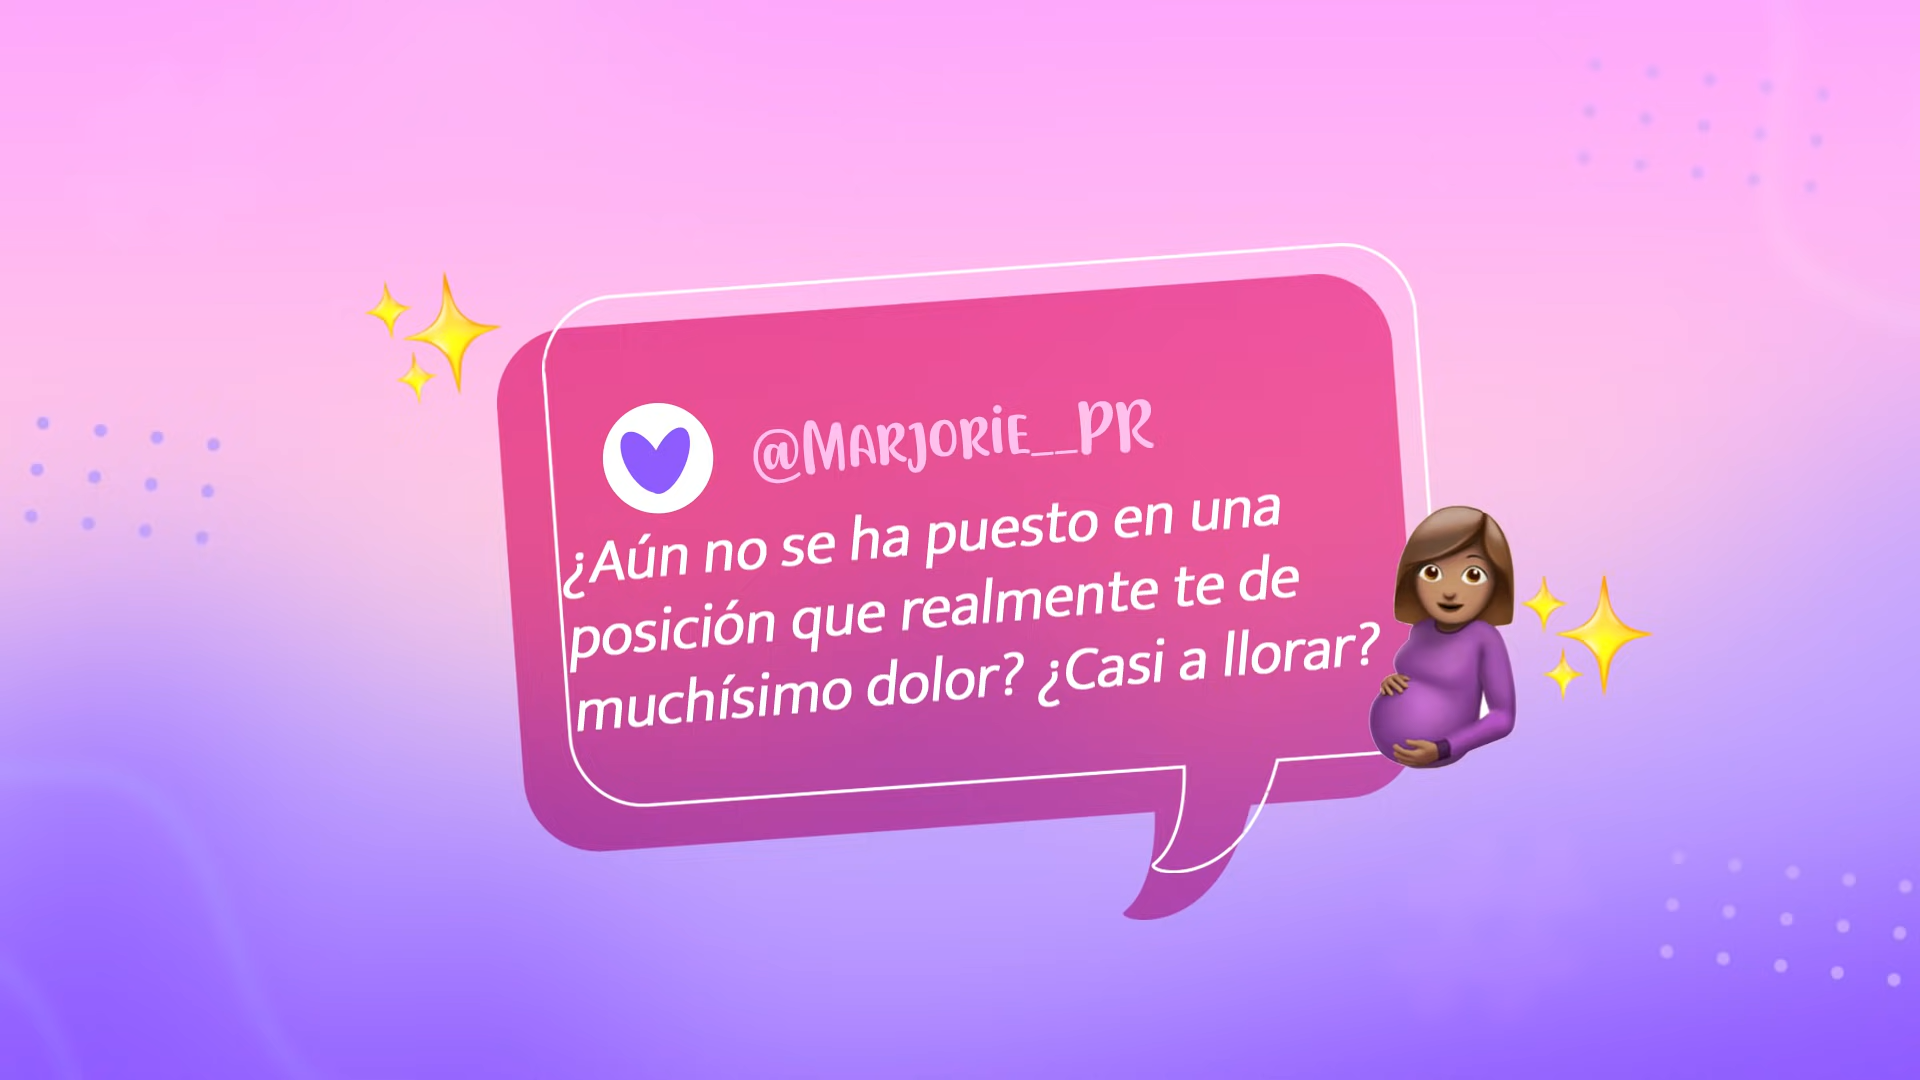 @MARJORIE__PR
¿Aún no se ha puesto en una
posición que realmente te de
muchísimo dolor? ¿Casi a llorar?